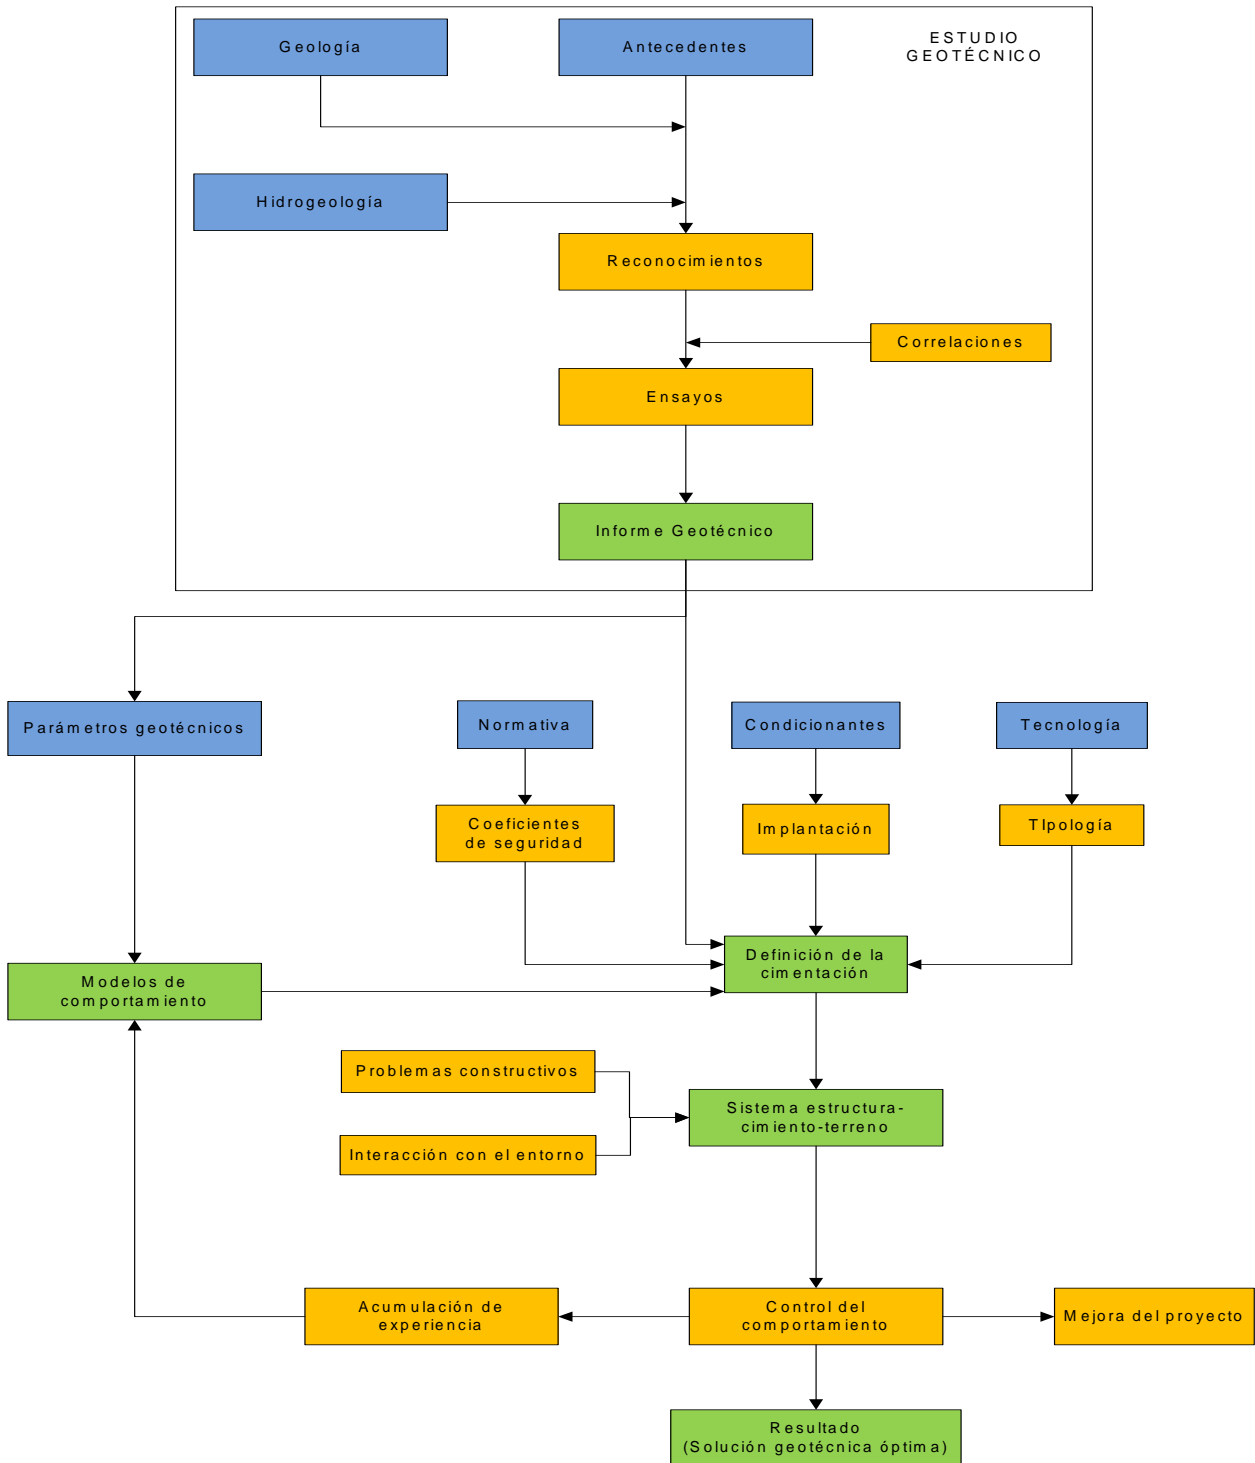 Geología
Antecedentes
ESTUDIO
GEOTÉCNICO
Hidrogeología
Reconocimientos
Correlaciones
Ensayos
Informe Geotécnico
Parámetros geotécnicos
Normativa
Condicionantes
Tecnología
Coeficientes
de seguridad
Implantación
TIpología
Definición de la
cimentación
Modelos de
comportamiento
Problemas constructivos
Sistema estructura-
cimiento-terreno
Interacción con el entorno
Acumulación de
experiencia
Control del
comportamiento
Mejora del proyecto
Resultado
(Solución geotécnica óptima)